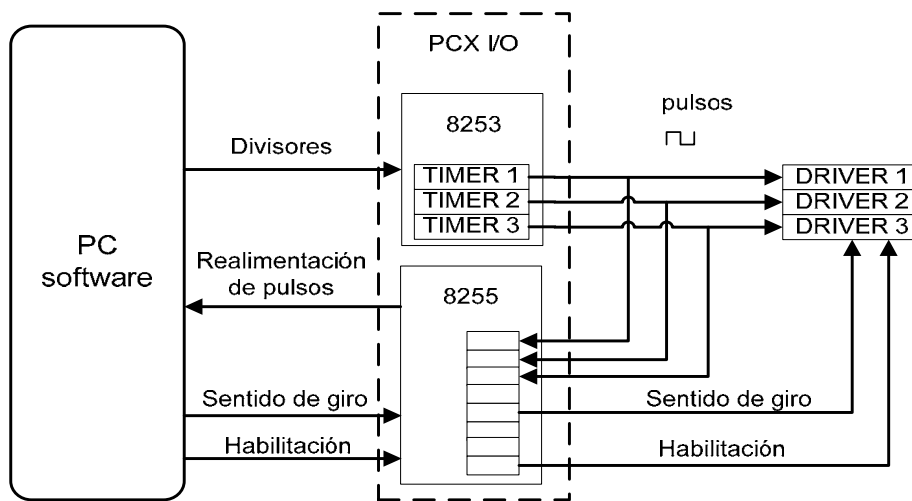 PCX I/O
8253
pulsos
Divisores
TIMER 1
TIMER 2
TIMER 3
DRIVER 1
DRIVER 2
DRIVER 3
PC
software
Realimentación
de pulsos
8255
Sentido de giro
Sentido de giro
Habilitación
Habilitación